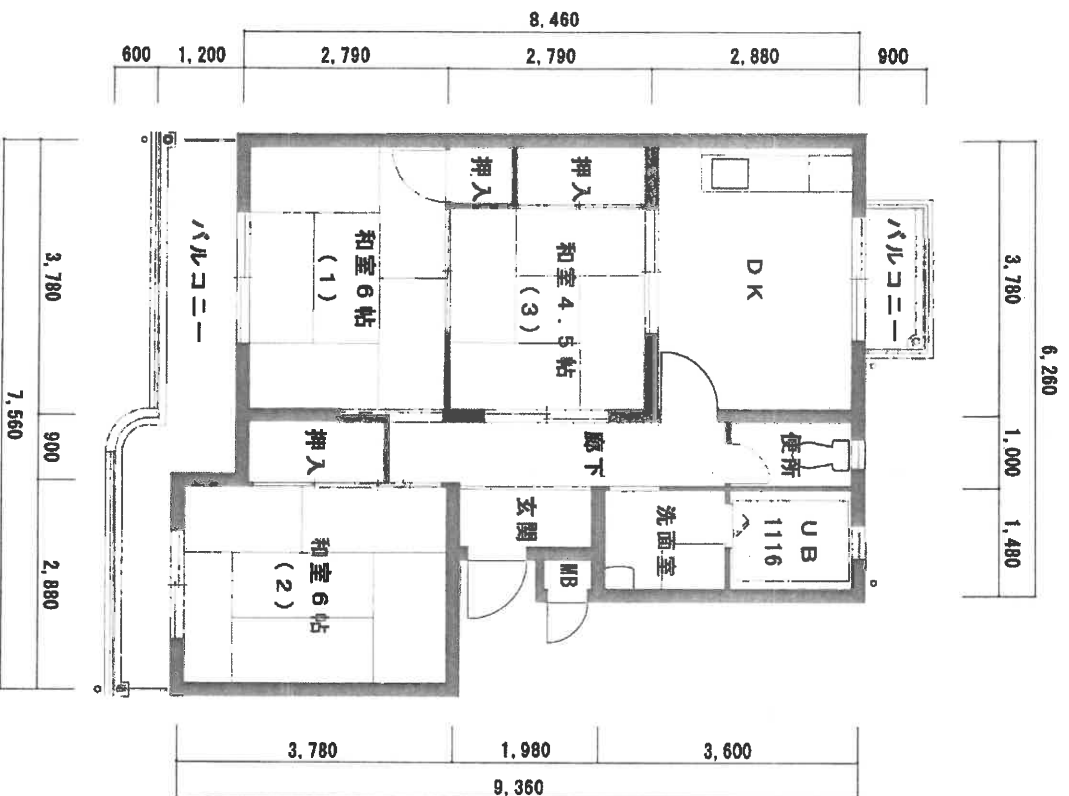 8,460
600
1,200
2,790
2,790
2,880
900
押入
押入
バルコニー
和室6帖
(1)
和室4.5帖
(3)
DK
バルコニー
3,780
3,780
6,260
7,560
900
押入
廊下
便所
1,000
玄関
洗面室
UB
1116
1,480
和室6帖
(2)
MB
2,880
3,780
1,980
3,600
9,360